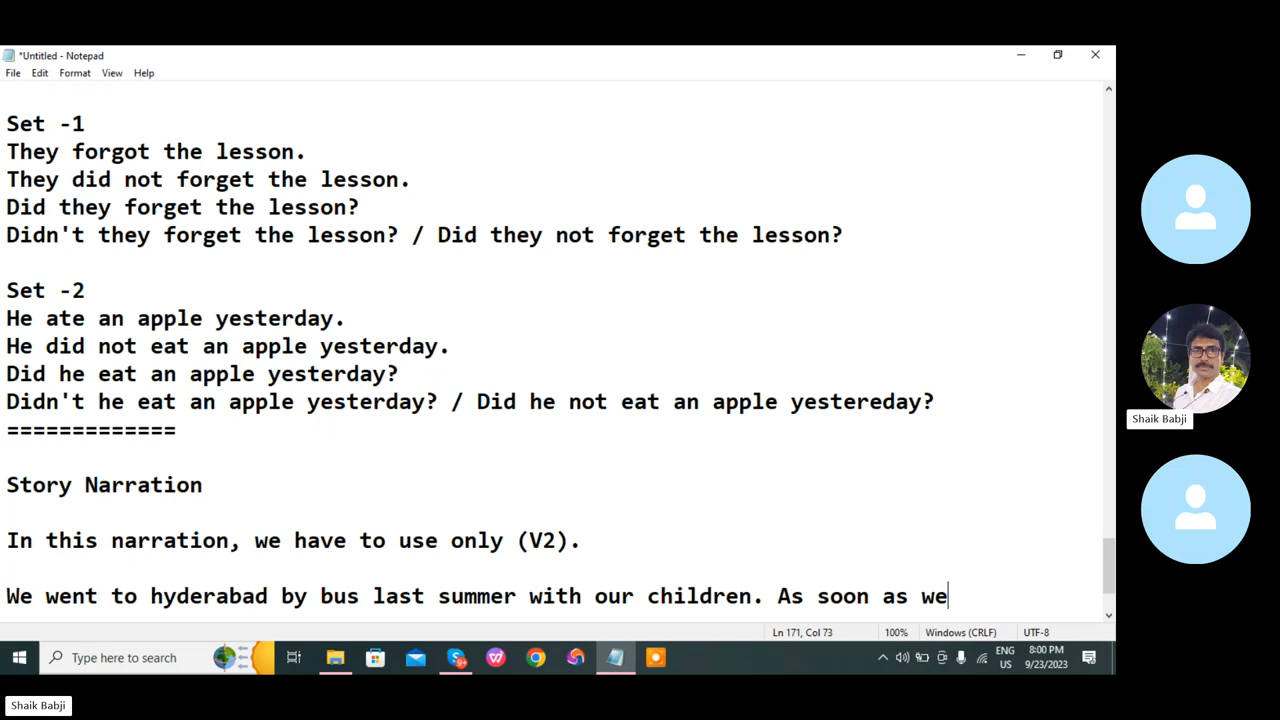 *Untitled - Notepad
File Edit Format View Help
Set -1
They forgot the lesson.
They did not forget the lesson.
Did they forget the lesson?
Didn't they forget the lesson? / Did they not forget the lesson?
Set -2
He ate an apple yesterday.
He did not eat an apple yesterday.
Did he eat an apple yesterday?
Didn't he eat an apple yesterday? / Did he not eat an apple yestereday?
=============
Story Narration
In this narration, we have to use only (V2).
We went to hyderabad by bus last summer with our children. As soon as we
Ln 171, Col 73 100% Windows (CRLF) UTF-8
Type here to search
ENG
US
8:00 PM
9/23/2023
Shaik Babji
Shaik Babji